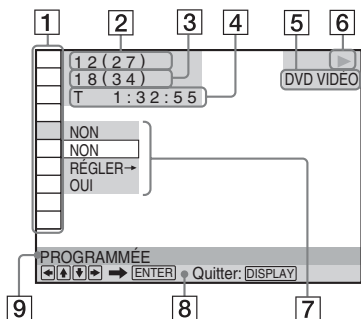 1 2 3 4 5 6
12(27)
18(34)
T 1:32:55
DVD VIDÉO
NON
NON
RÉGLER→
OUI
PROGRAMMÉE
←↑↓→ ➡ ENTER Quitter: DISPLAY
9 8 7